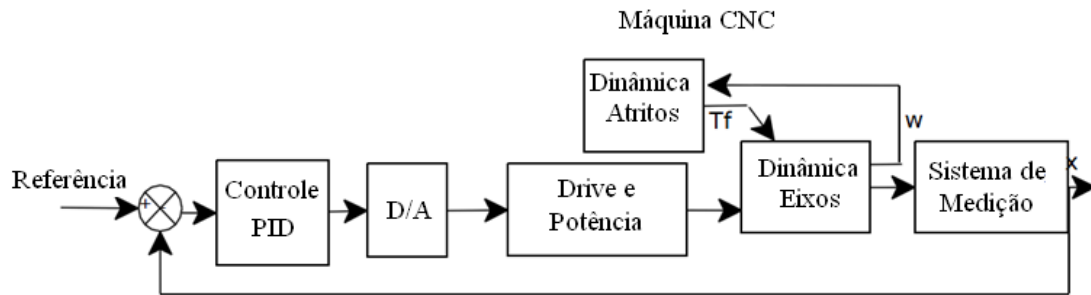 Máquina CNC
Dinâmica
Atritos
Tf
w
Referência
+
-
Controle
PID
D/A
Drive e
Potência
Dinâmica
Eixos
Sistema de
Medição
x